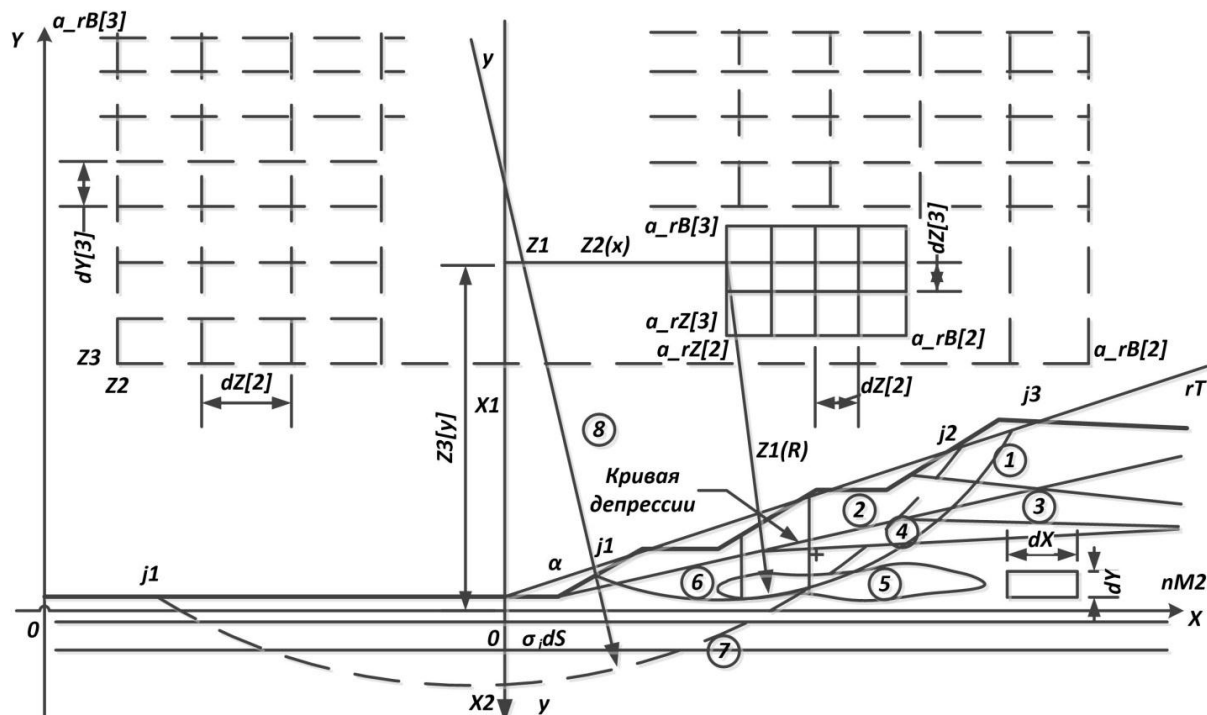 a_rB[3]
Y
y
dY[3]
Z3
Z2
dZ[2]
Z1
Z2(x)
a_rB[3]
dZ[3]
a_rZ[3]
a_rB[2]
a_rZ[2]
a_rB[2]
dZ[2]
X1
Z3[y]
8
Z1(R)
j3
rT
j2
1
Кривая
депрессии
2
3
4
dX
j1
α
j1
6
5
dY
nM2
X
0
0
σ_i dS
7
X2
y